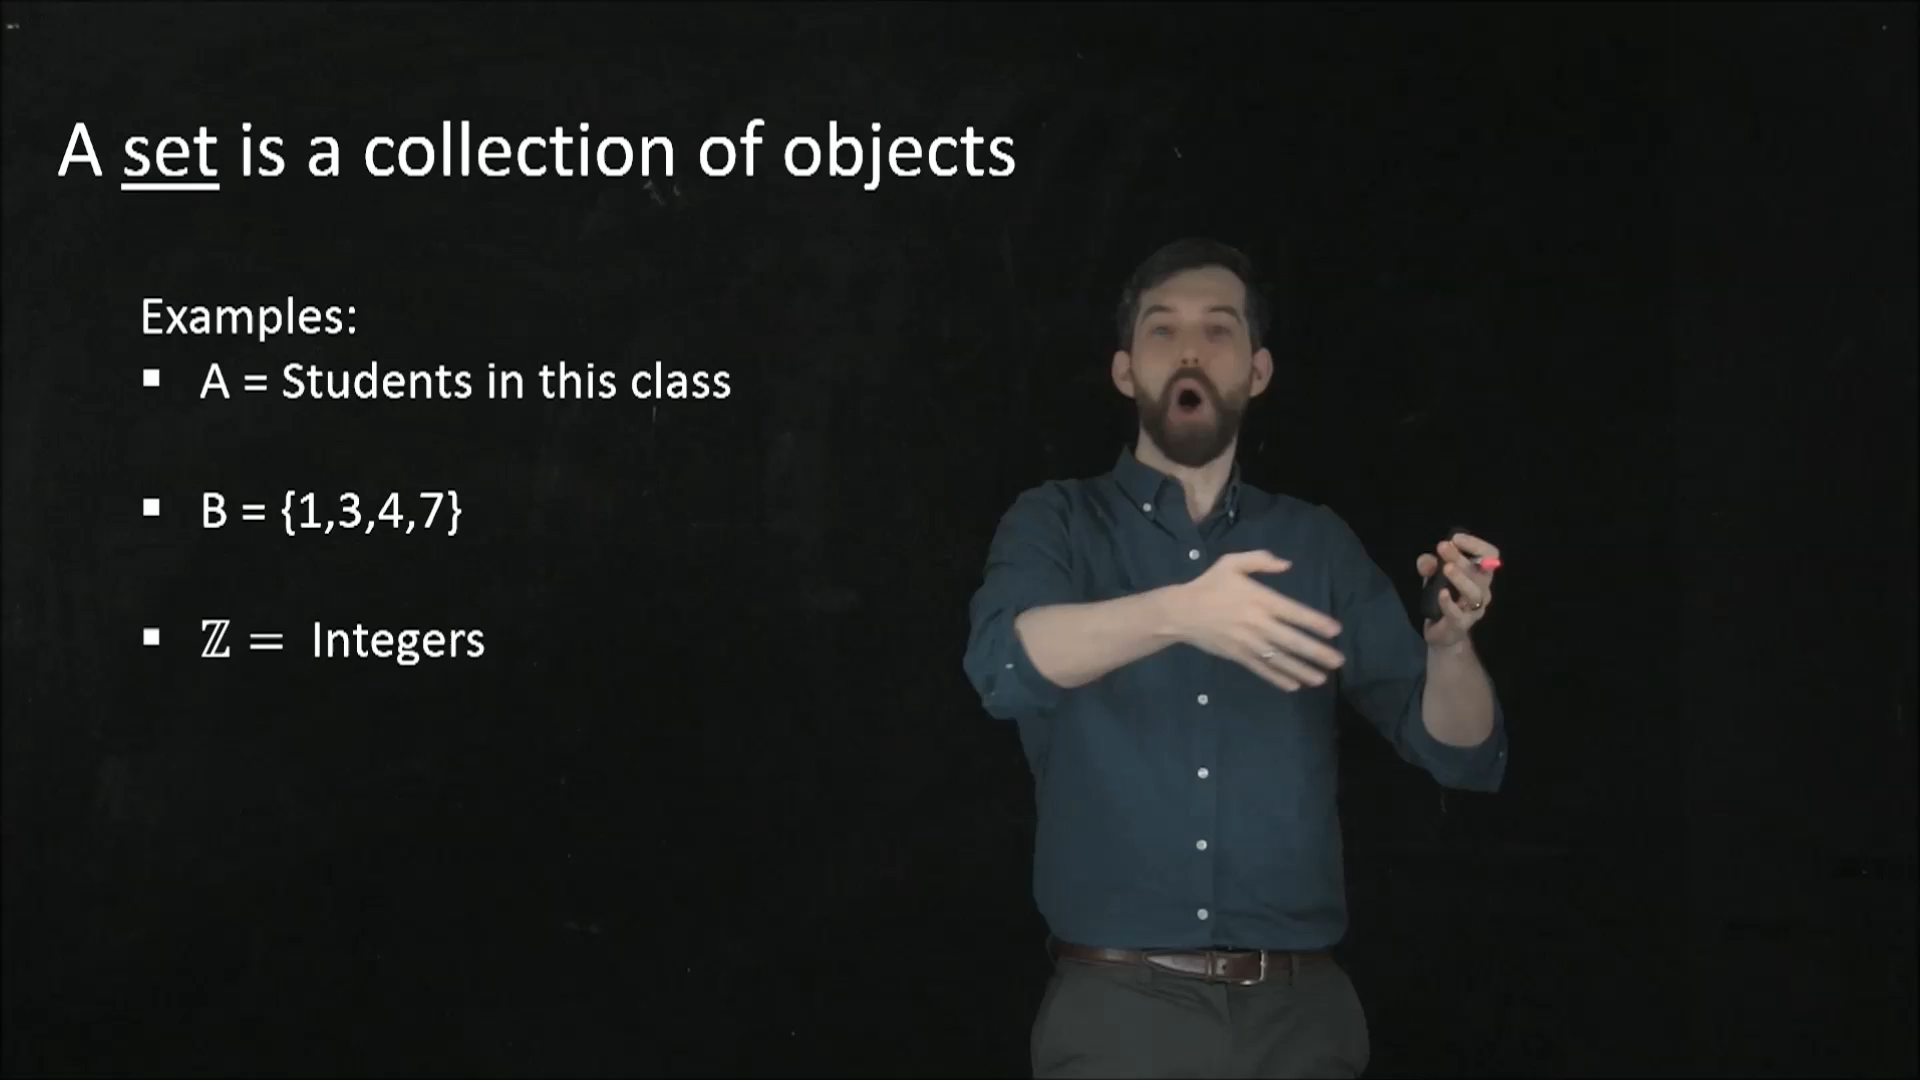 A set is a collection of objects
Examples:
▪ A = Students in this class
▪ B = {1,3,4,7}
▪ ℤ = Integers